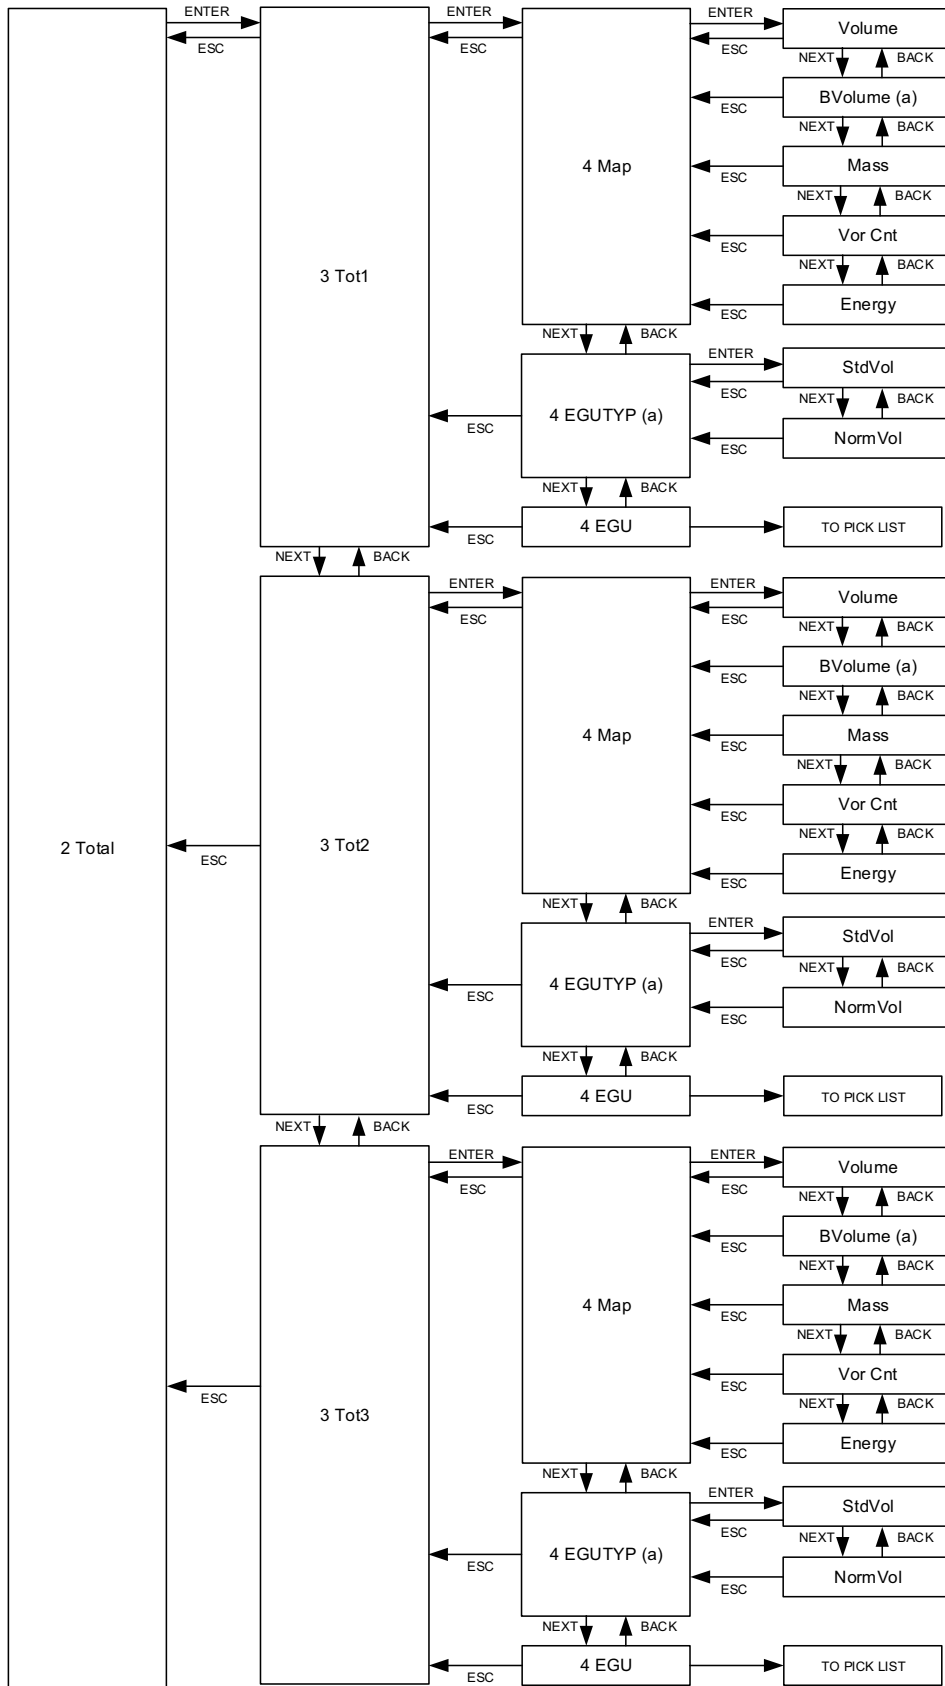 ENTER
ENTER
ENTER
Volume
ESC
ESC
ESC
NEXT
BACK
BVolume (a)
ESC
NEXT
BACK
4 Map
Mass
ESC
NEXT
BACK
Vor Cnt
ESC
NEXT
BACK
3 Tot1
Energy
ESC
NEXT
BACK
ENTER
StdVol
ESC
NEXT
BACK
4 EGUTYP (a)
ESC
NormVol
ESC
NEXT
BACK
4 EGU
TO PICK LIST
ESC
NEXT
BACK
ENTER
ENTER
Volume
ESC
ESC
NEXT
BACK
BVolume (a)
ESC
NEXT
BACK
4 Map
Mass
ESC
NEXT
BACK
Vor Cnt
ESC
NEXT
BACK
2 Total
3 Tot2
ESC
Energy
ESC
NEXT
BACK
ENTER
StdVol
ESC
NEXT
BACK
4 EGUTYP (a)
ESC
NormVol
ESC
NEXT
BACK
4 EGU
TO PICK LIST
ESC
NEXT
BACK
ENTER
ENTER
Volume
ESC
ESC
NEXT
BACK
BVolume (a)
ESC
NEXT
BACK
4 Map
Mass
ESC
NEXT
BACK
Vor Cnt
ESC
ESC
NEXT
BACK
3 Tot3
Energy
ESC
NEXT
BACK
ENTER
StdVol
ESC
NEXT
BACK
4 EGUTYP (a)
ESC
NormVol
ESC
NEXT
BACK
4 EGU
TO PICK LIST
ESC